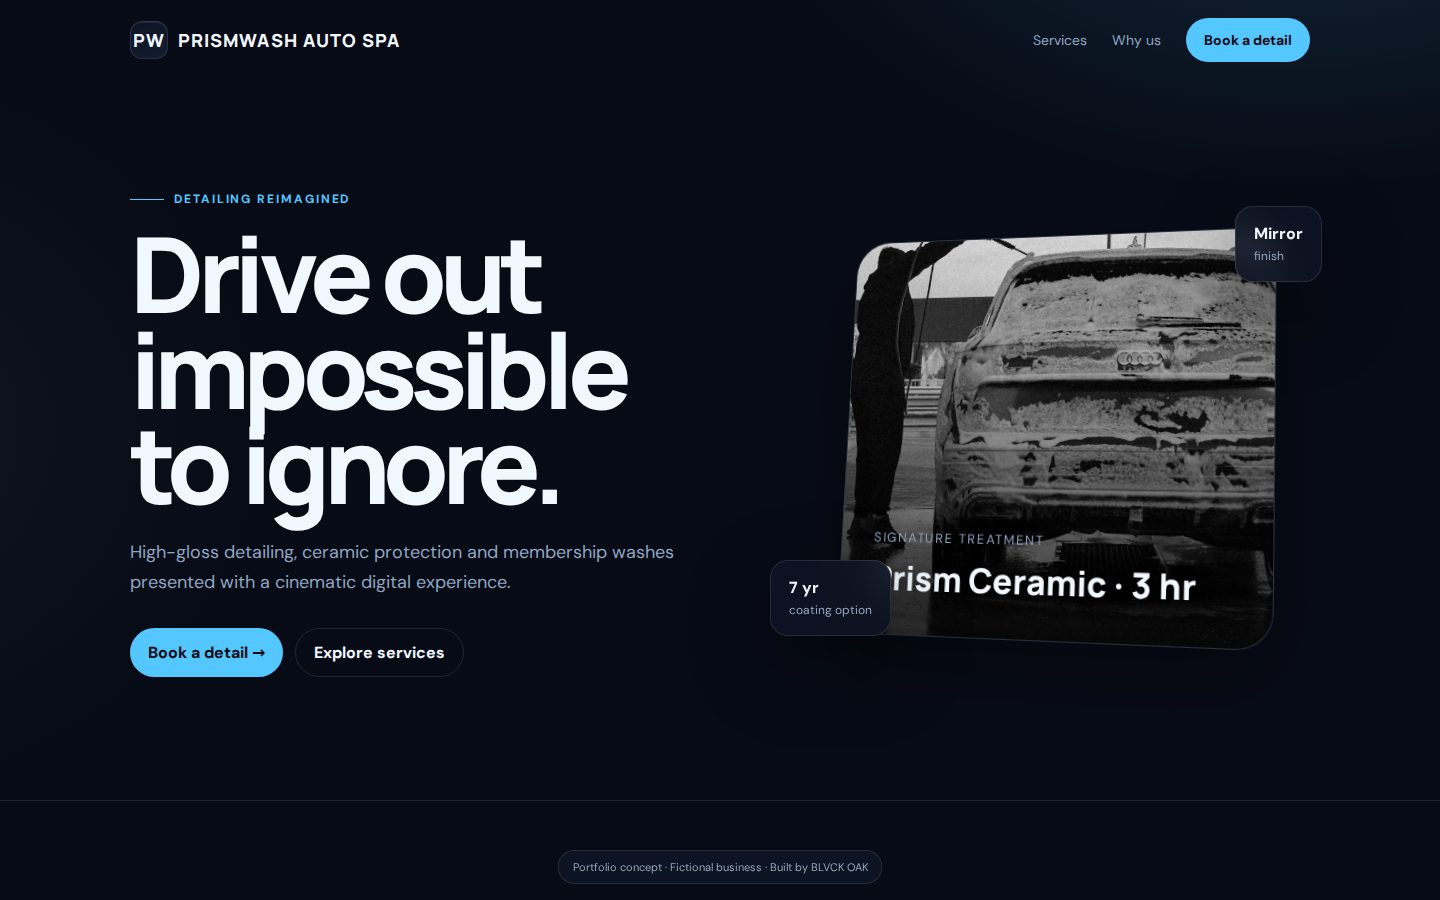 PW PRISMWASH AUTO SPA
Services Why us Book a detail
DETAILING REIMAGINED
Drive out
impossible
to ignore.
High-gloss detailing, ceramic protection and membership washes
presented with a cinematic digital experience.
Book a detail →
Explore services
Mirror
finish
SIGNATURE TREATMENT
Prism Ceramic · 3 hr
7 yr
coating option
Portfolio concept · Fictional business · Built by BLVCK OAK